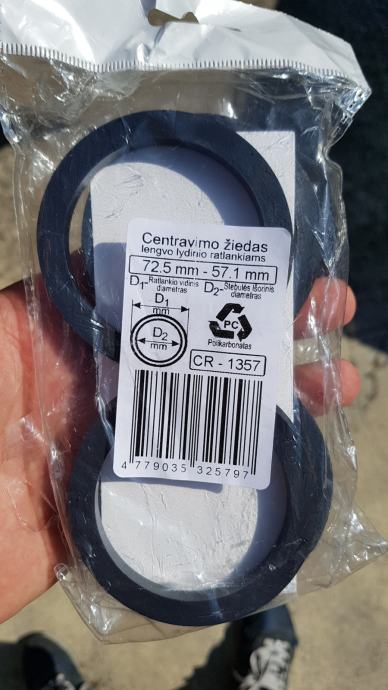 Centravimo žiedas
lengvo lydinio ratlankiams
72.5 mm - 57.1 mm
D1- Ratlankio vidinis diametras
D2- Stebulės išorinis diametras
D1
mm
D2
mm
PC
Polikarbonatas
CR - 1357
4 779035 325797